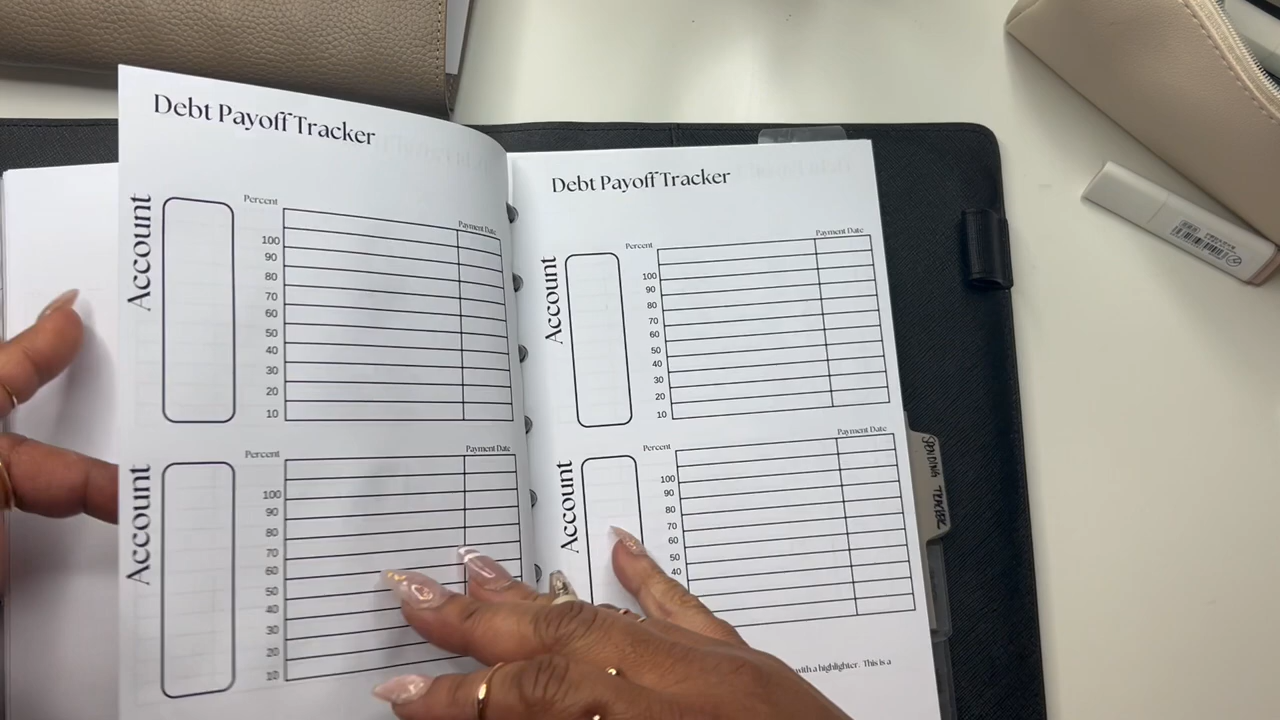 Debt Payoff Tracker
Account
Percent
Payment Date
100
90
80
70
60
50
40
30
20
10
Account
Percent
Payment Date
100
90
80
70
60
50
40
30
20
10
Debt Payoff Tracker
Account
Percent
Payment Date
100
90
80
70
60
50
40
30
20
10
Account
Percent
Payment Date
100
90
80
70
60
50
40
with a highlighter. This is a
SPENDING TRACKER